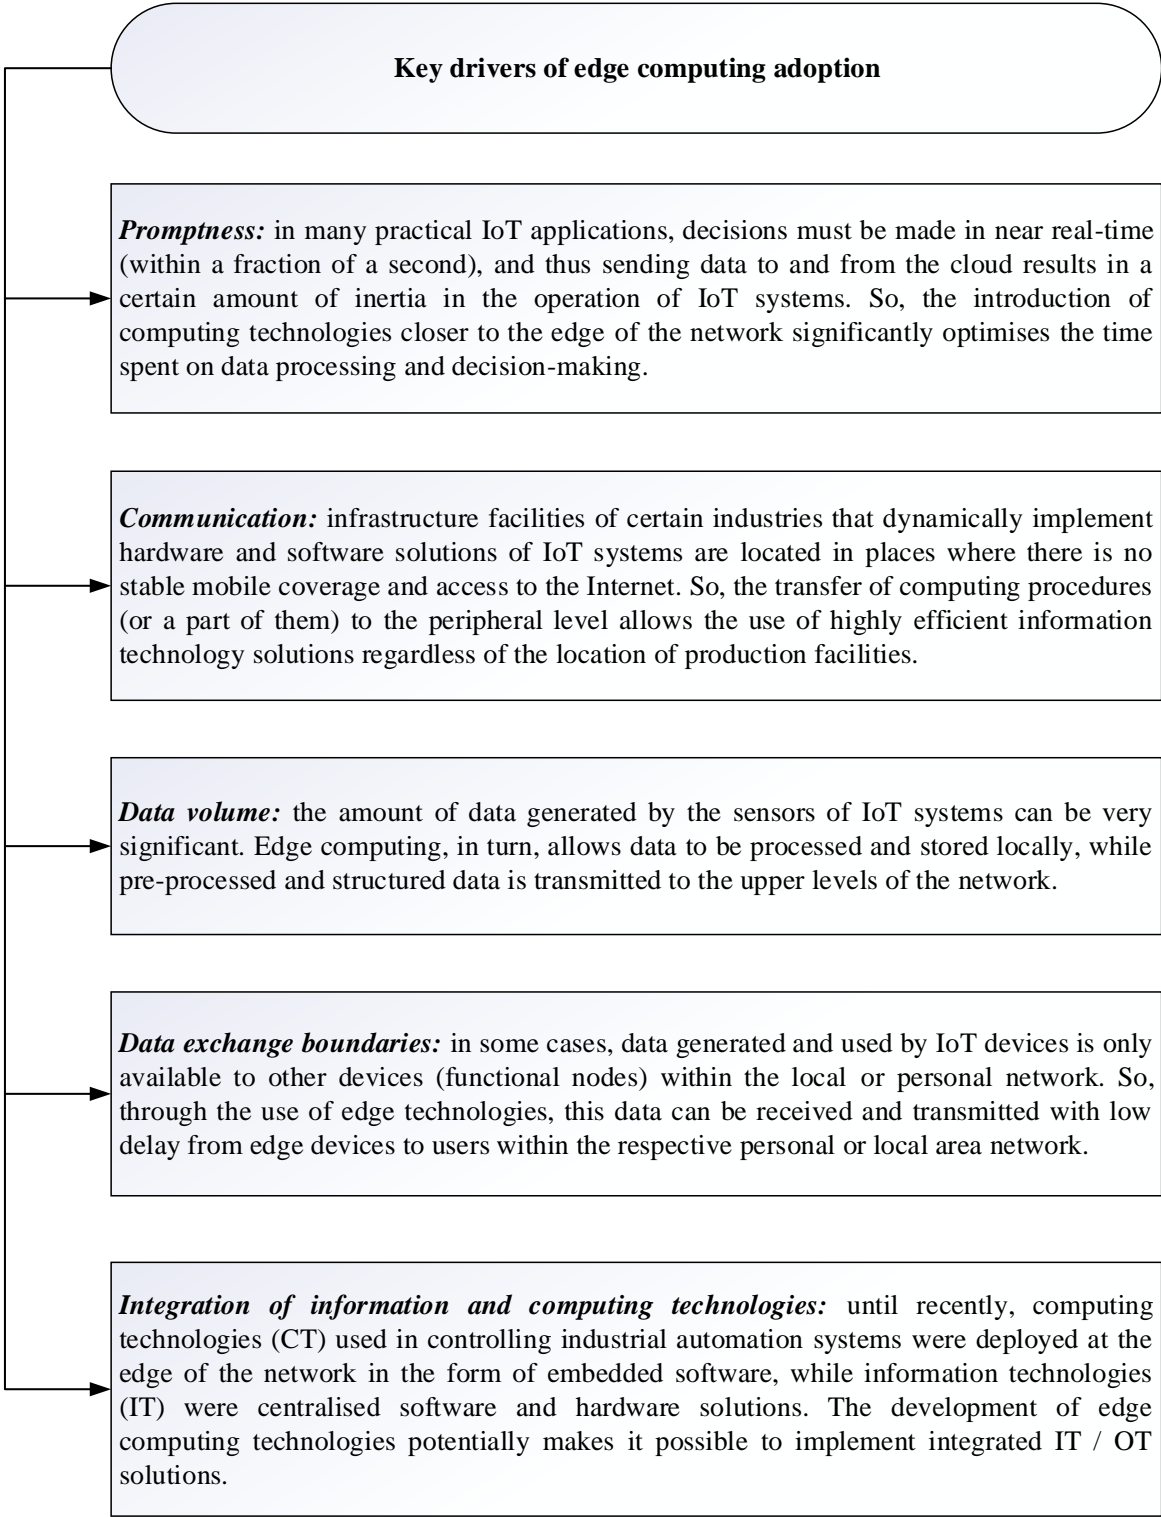 Key drivers of edge computing adoption
Promptness: in many practical IoT applications, decisions must be made in near real-time
(within a fraction of a second), and thus sending data to and from the cloud results in a
certain amount of inertia in the operation of IoT systems. So, the introduction of
computing technologies closer to the edge of the network significantly optimises the time
spent on data processing and decision-making.
Communication: infrastructure facilities of certain industries that dynamically implement
hardware and software solutions of IoT systems are located in places where there is no
stable mobile coverage and access to the Internet. So, the transfer of computing procedures
(or a part of them) to the peripheral level allows the use of highly efficient information
technology solutions regardless of the location of production facilities.
Data volume: the amount of data generated by the sensors of IoT systems can be very
significant. Edge computing, in turn, allows data to be processed and stored locally, while
pre-processed and structured data is transmitted to the upper levels of the network.
Data exchange boundaries: in some cases, data generated and used by IoT devices is only
available to other devices (functional nodes) within the local or personal network. So,
through the use of edge technologies, this data can be received and transmitted with low
delay from edge devices to users within the respective personal or local area network.
Integration of information and computing technologies: until recently, computing
technologies (CT) used in controlling industrial automation systems were deployed at the
edge of the network in the form of embedded software, while information technologies
(IT) were centralised software and hardware solutions. The development of edge
computing technologies potentially makes it possible to implement integrated IT / OT
solutions.